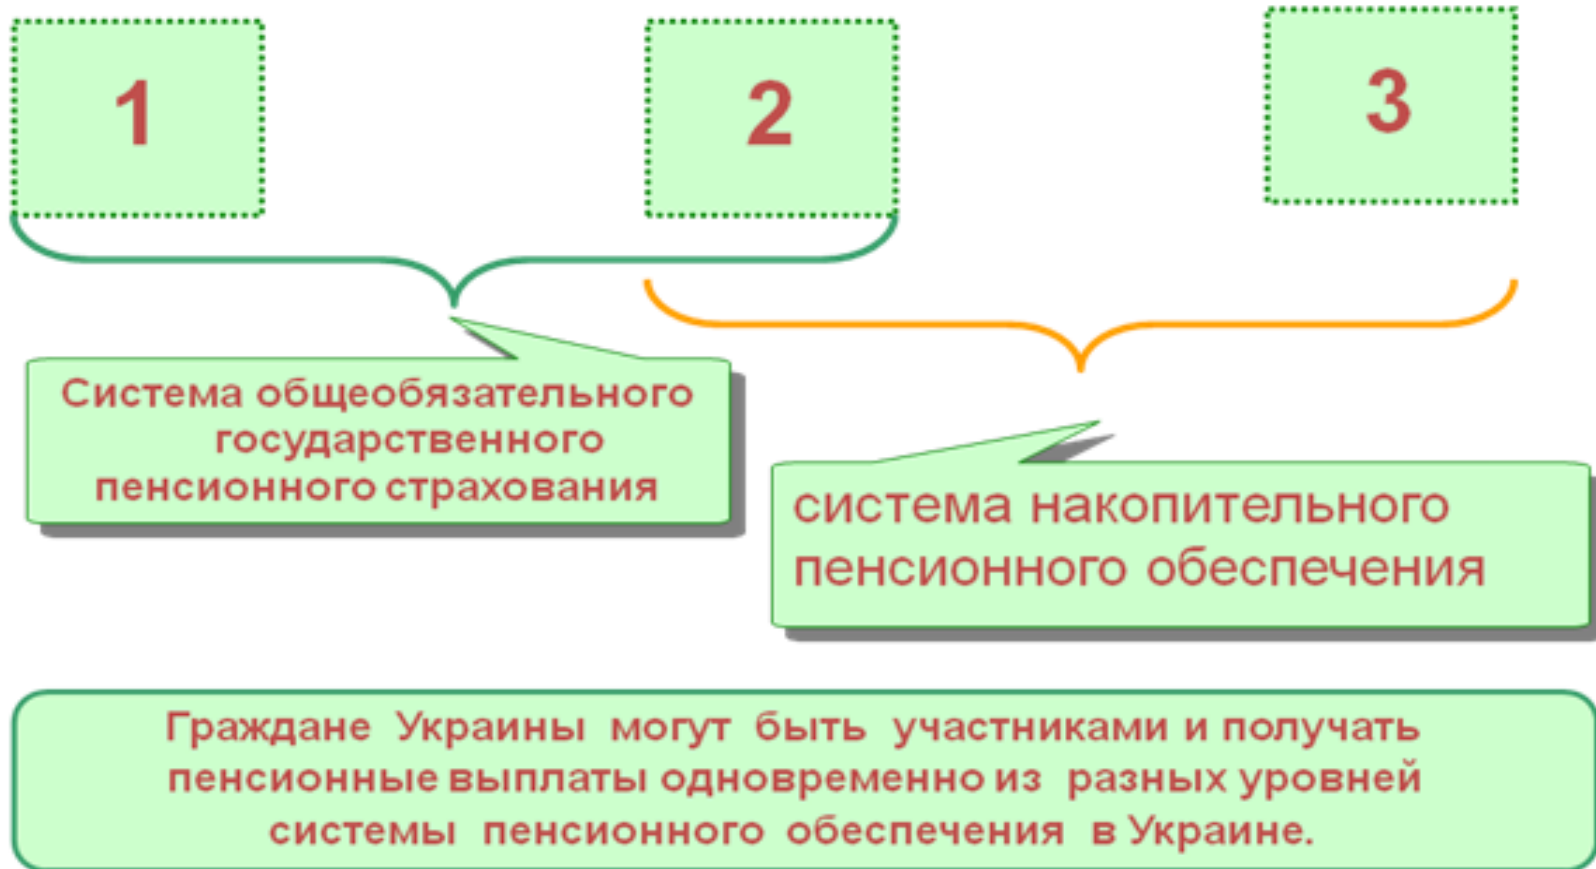 1
2
3
Система общеобязательного
государственного
пенсионного страхования
система накопительного
пенсионного обеспечения
Граждане Украины могут быть участниками и получать
пенсионные выплаты одновременно из разных уровней
системы пенсионного обеспечения в Украине.